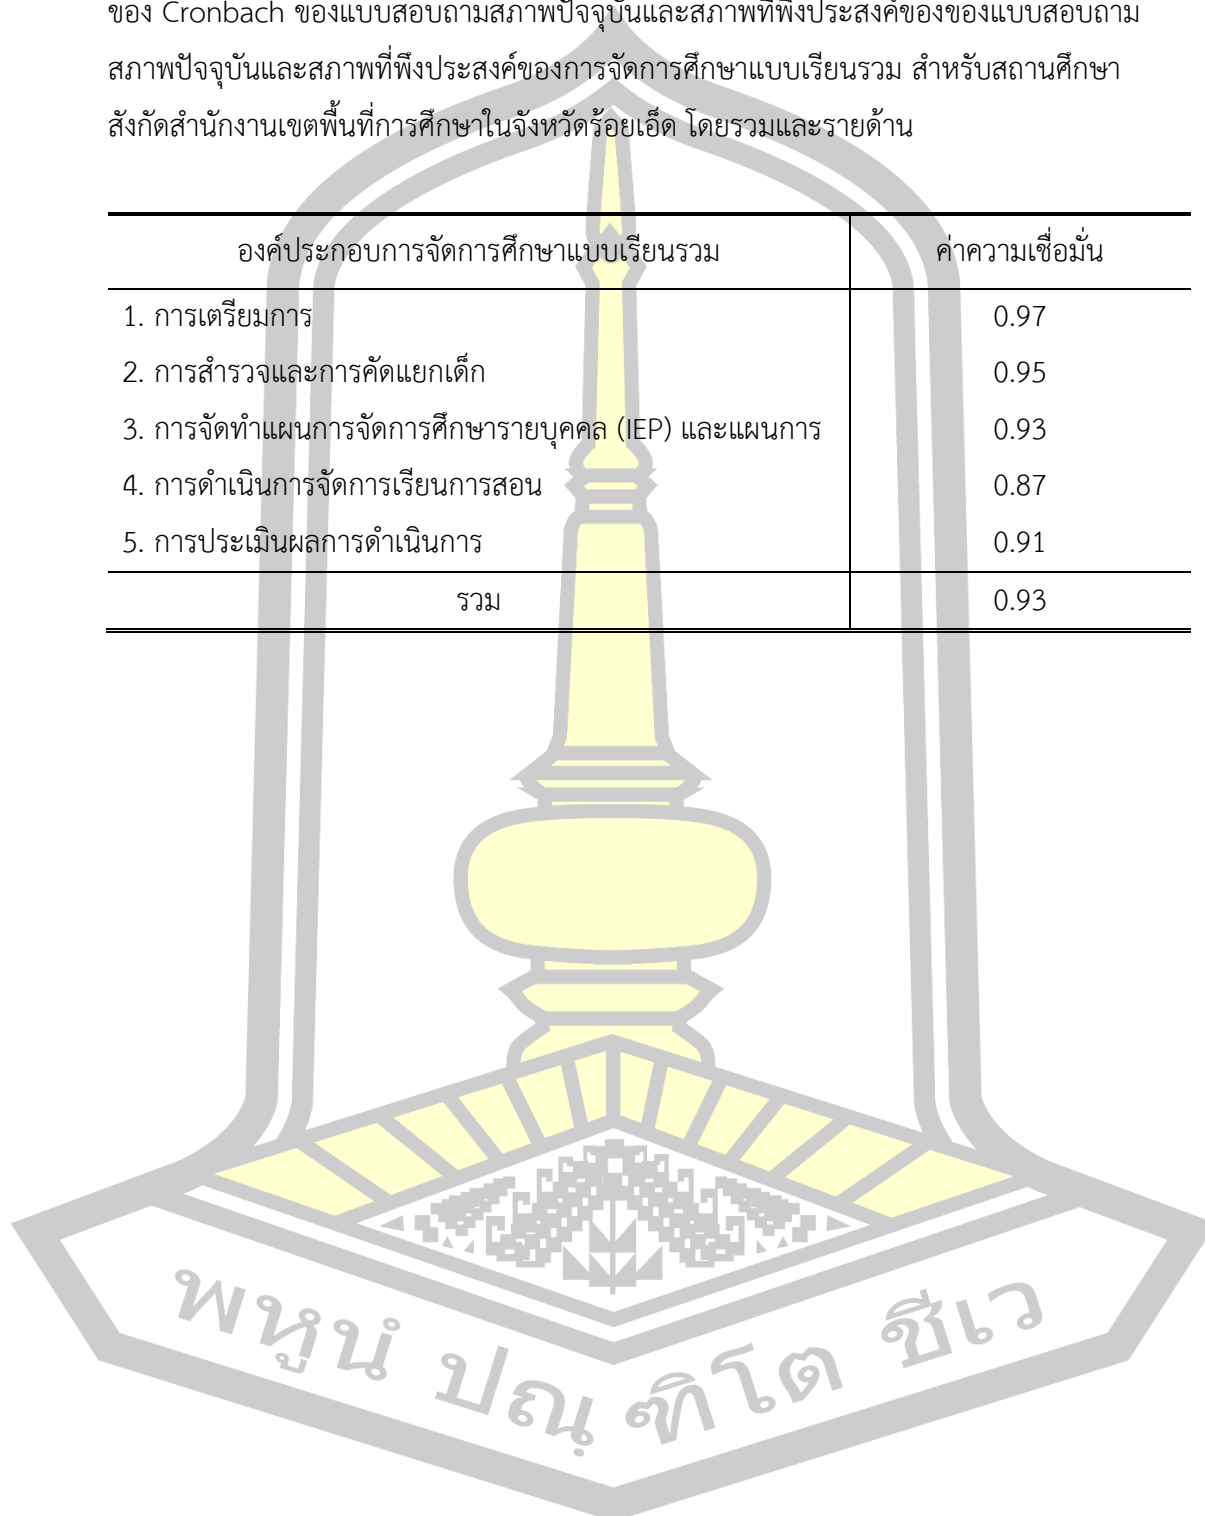 ของ Cronbach ของแบบสอบถามสภาพปัจจุบันและสภาพที่พึงประสงค์ของของแบบสอบถาม
สภาพปัจจุบันและสภาพที่พึงประสงค์ของการจัดการศึกษาแบบเรียนรวม สำหรับสถานศึกษา
สังกัดสำนักงานเขตพื้นที่การศึกษาในจังหวัดร้อยเอ็ด โดยรวมและรายด้าน
องค์ประกอบการจัดการศึกษาแบบเรียนรวม ค่าความเชื่อมั่น
1. การเตรียมการ 0.97
2. การสำรวจและการคัดแยกเด็ก 0.95
3. การจัดทำแผนการจัดการศึกษารายบุคคล (IEP) และแผนการ 0.93
4. การดำเนินการจัดการเรียนการสอน 0.87
5. การประเมินผลการดำเนินการ 0.91
รวม 0.93
พหูนํ ปณฺฑิโต ชีเว